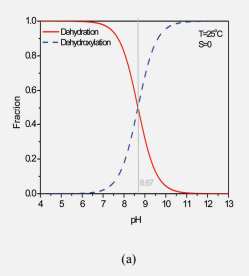 1.0
0.8
0.6
0.4
0.2
0.0
Fraction
Dehydration
Dehydroxylation
T=25°C
S=0
8.67
4 5 6 7 8 9 10 11 12 13
pH
(a)